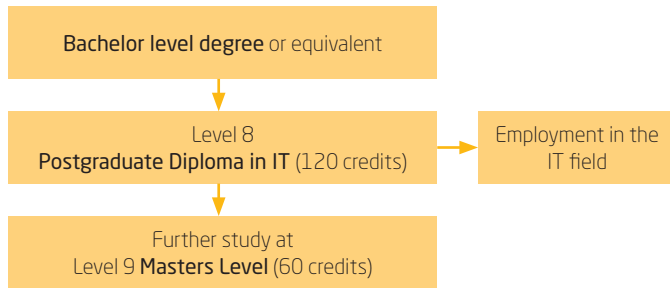 Bachelor level degree or equivalent
Level 8
Postgraduate Diploma in IT (120 credits)
Employment in the
IT field
Further study at
Level 9 Masters Level (60 credits)